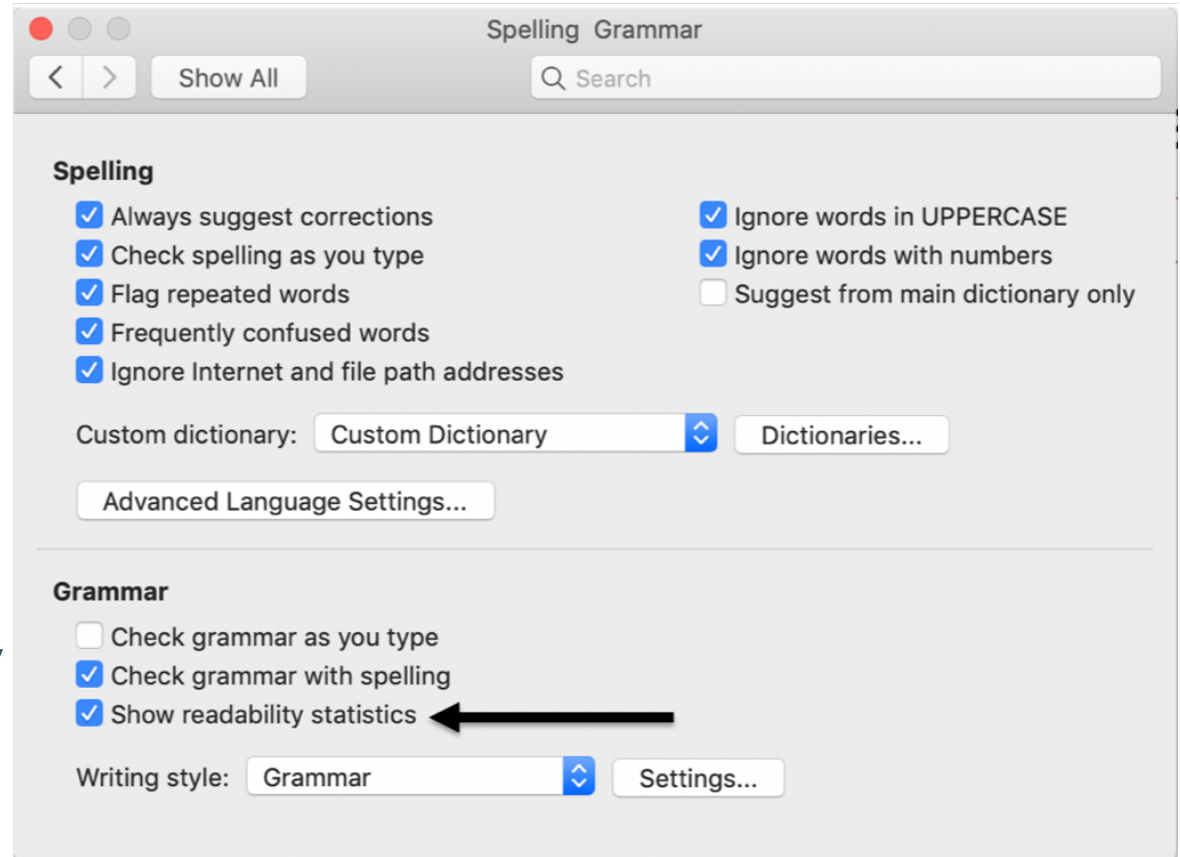 Spelling Grammar
Show All
Search
Spelling
Always suggest corrections
Check spelling as you type
Flag repeated words
Frequently confused words
Ignore Internet and file path addresses
Ignore words in UPPERCASE
Ignore words with numbers
Suggest from main dictionary only
Custom dictionary: Custom Dictionary Dictionaries...
Advanced Language Settings...
Grammar
Check grammar as you type
Check grammar with spelling
Show readability statistics
Writing style: Grammar Settings...